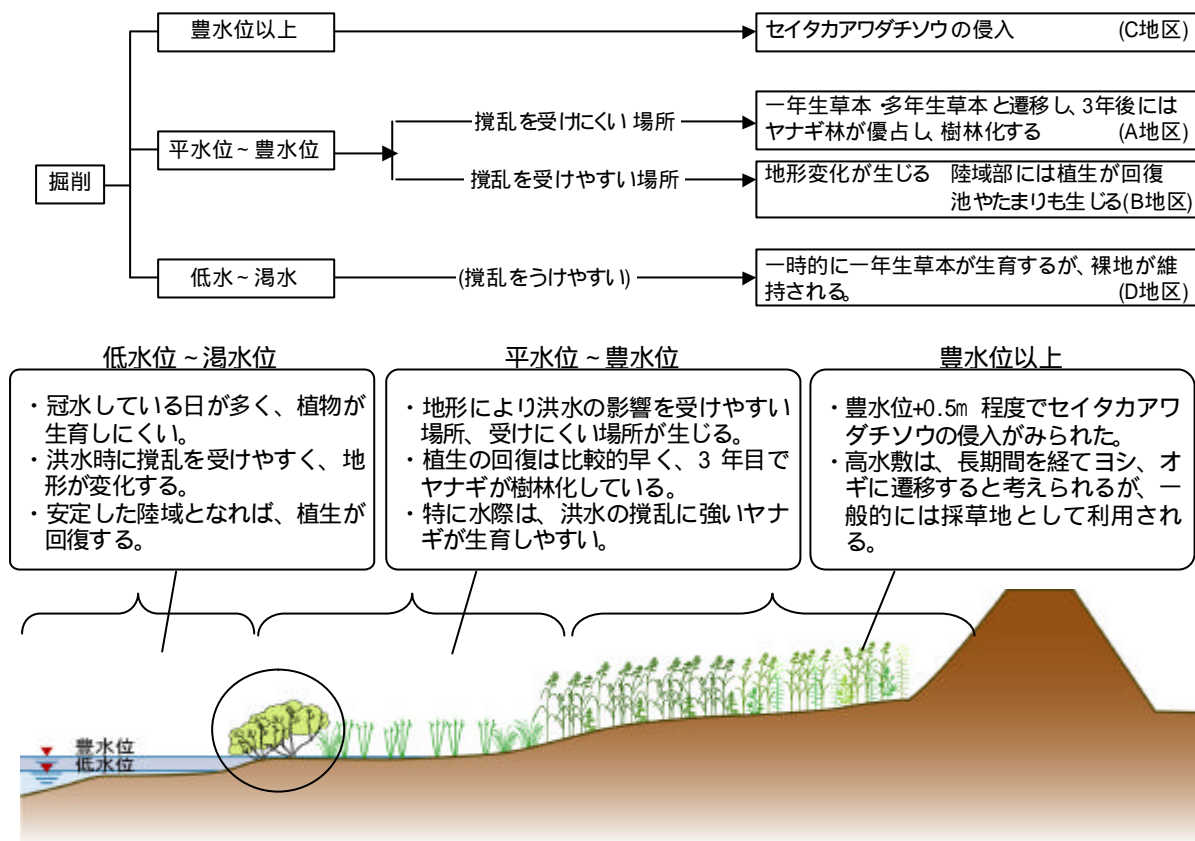 豊水位以上
セイタカアワダチソウの侵入 (C地区)
一年生草本・多年生草本と遷移し、3年後には
ヤナギ林が優占し、樹林化する (A地区)
撹乱を受けにくい場所
平水位~豊水位
掘削
撹乱を受けやすい場所
地形変化が生じる 陸域部には植生が回復
池やたまりも生じる(B地区)
低水~渇水
(撹乱をうけやすい)
一時的に一年生草本が生育するが、裸地が維
持される。 (D地区)
低水位~渇水位
・冠水している日が多く、植物が
生育しにくい。
・洪水時に撹乱を受けやすく、地
形が変化する。
・安定した陸域となれば、植生が
回復する。
平水位~豊水位
・地形により洪水の影響を受けやすい
場所、受けにくい場所が生じる。
・植生の回復は比較的早く、3 年目で
ヤナギが樹林化している。
・特に水際は、洪水の撹乱に強いヤナ
ギが生育しやすい。
豊水位以上
・豊水位+0.5m 程度でセイタカアワ
ダチソウの侵入がみられた。
・高水敷は、長期間を経てヨシ、オ
ギに遷移すると考えられるが、一
般的には採草地として利用され
る。
豊水位
低水位